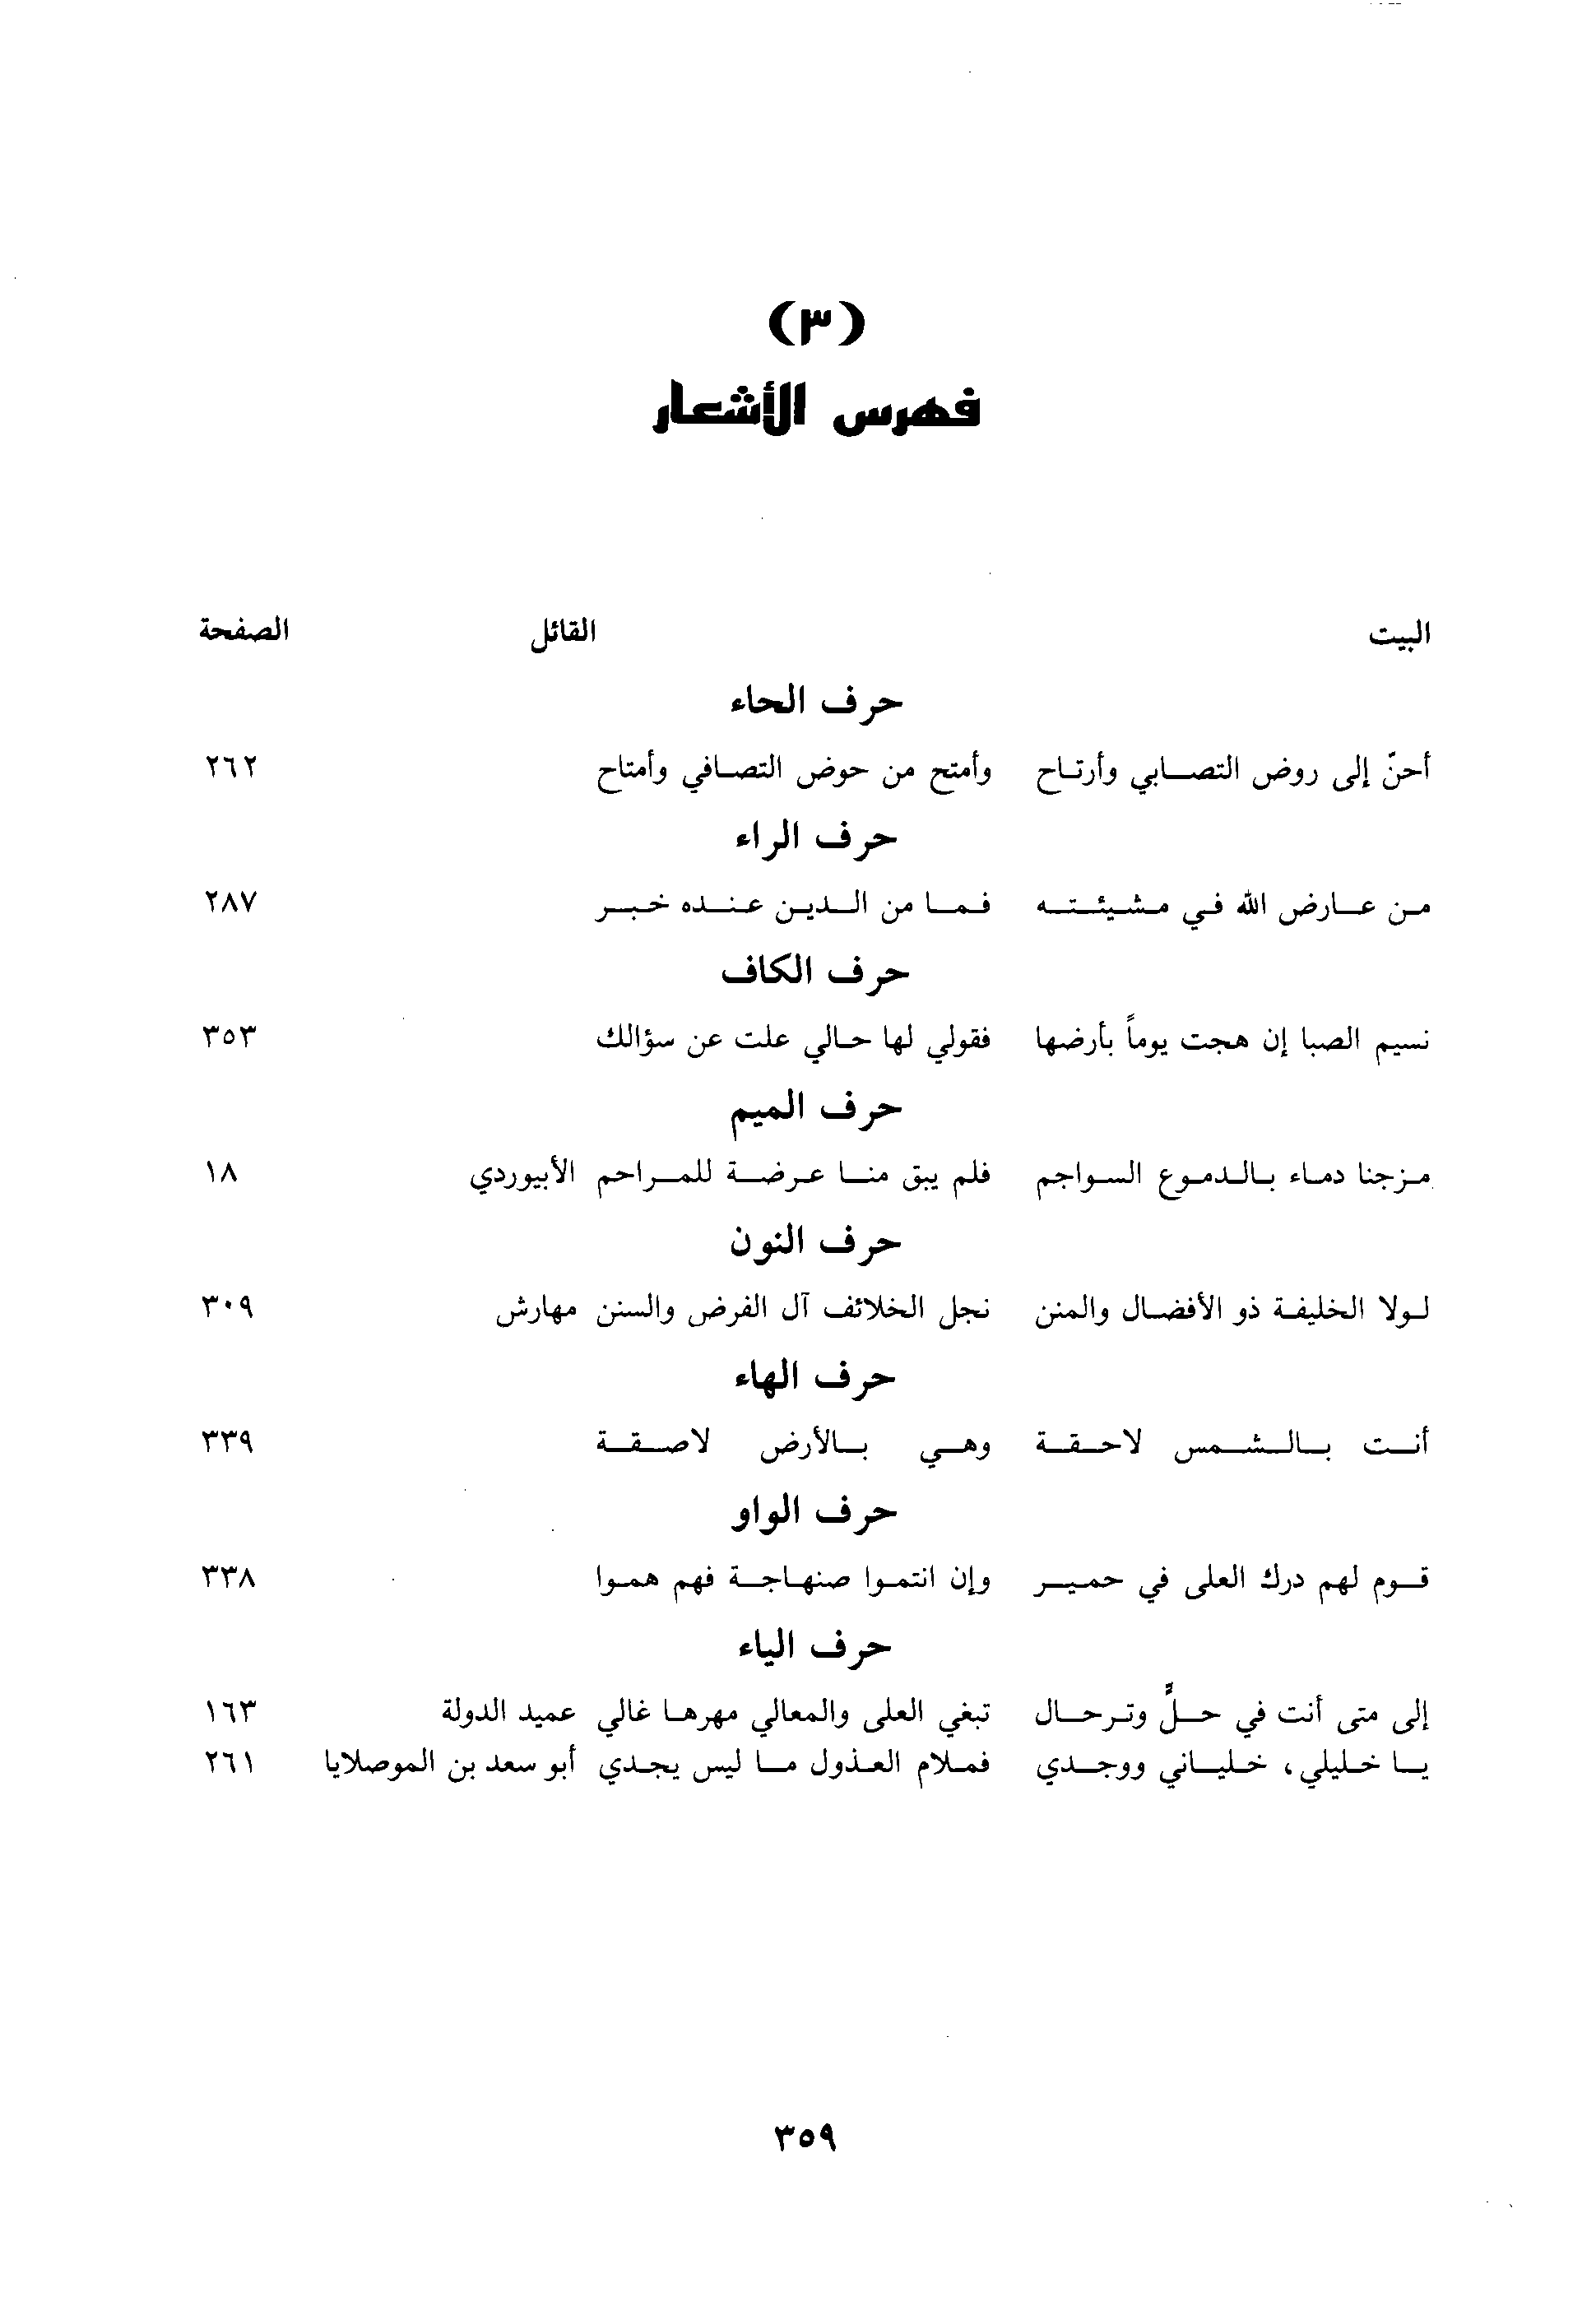 (٣)
فهرس الأشعار
البيت القائل الصفحة
حرف الحاء
أحنّ إلى روض التصابي وأرتاح وأمتح من حوض التصافي وأمتاح ٢٦٢
حرف الراء
من عارض الله في مشيئته فما من الدين عنده خبر ٢٨٧
حرف الكاف
نسيم الصبا إن هجت يوماً بأرضها فقولي لها حالي علت عن سؤالك ٣٥٣
حرف الميم
مزجنا دماء بالدموع السواجم فلم يبق منا عرضة للمراحم الأبيوردي ١٨
حرف النون
لولا الخليفة ذو الأفضال والمنن نجل الخلائف آل الفرض والسنن مهارش ٣٠٩
حرف الهاء
أنت بالشمس لاحقة وهي بالأرض لاصقة ٣٣٩
حرف الواو
قوم لهم درك العلى في حمير وإن انتموا صنهاجة فهم هموا ٣٣٨
حرف الياء
إلى متى أنت في حلٍّ وترحال تبغي العلى والمعالي مهرها غالي عميد الدولة ١٦٣
يا خليلي، خلياني ووجدي فملام العذول ما ليس يجدي أبو سعد بن الموصلايا ٢٦١
٣٥٩